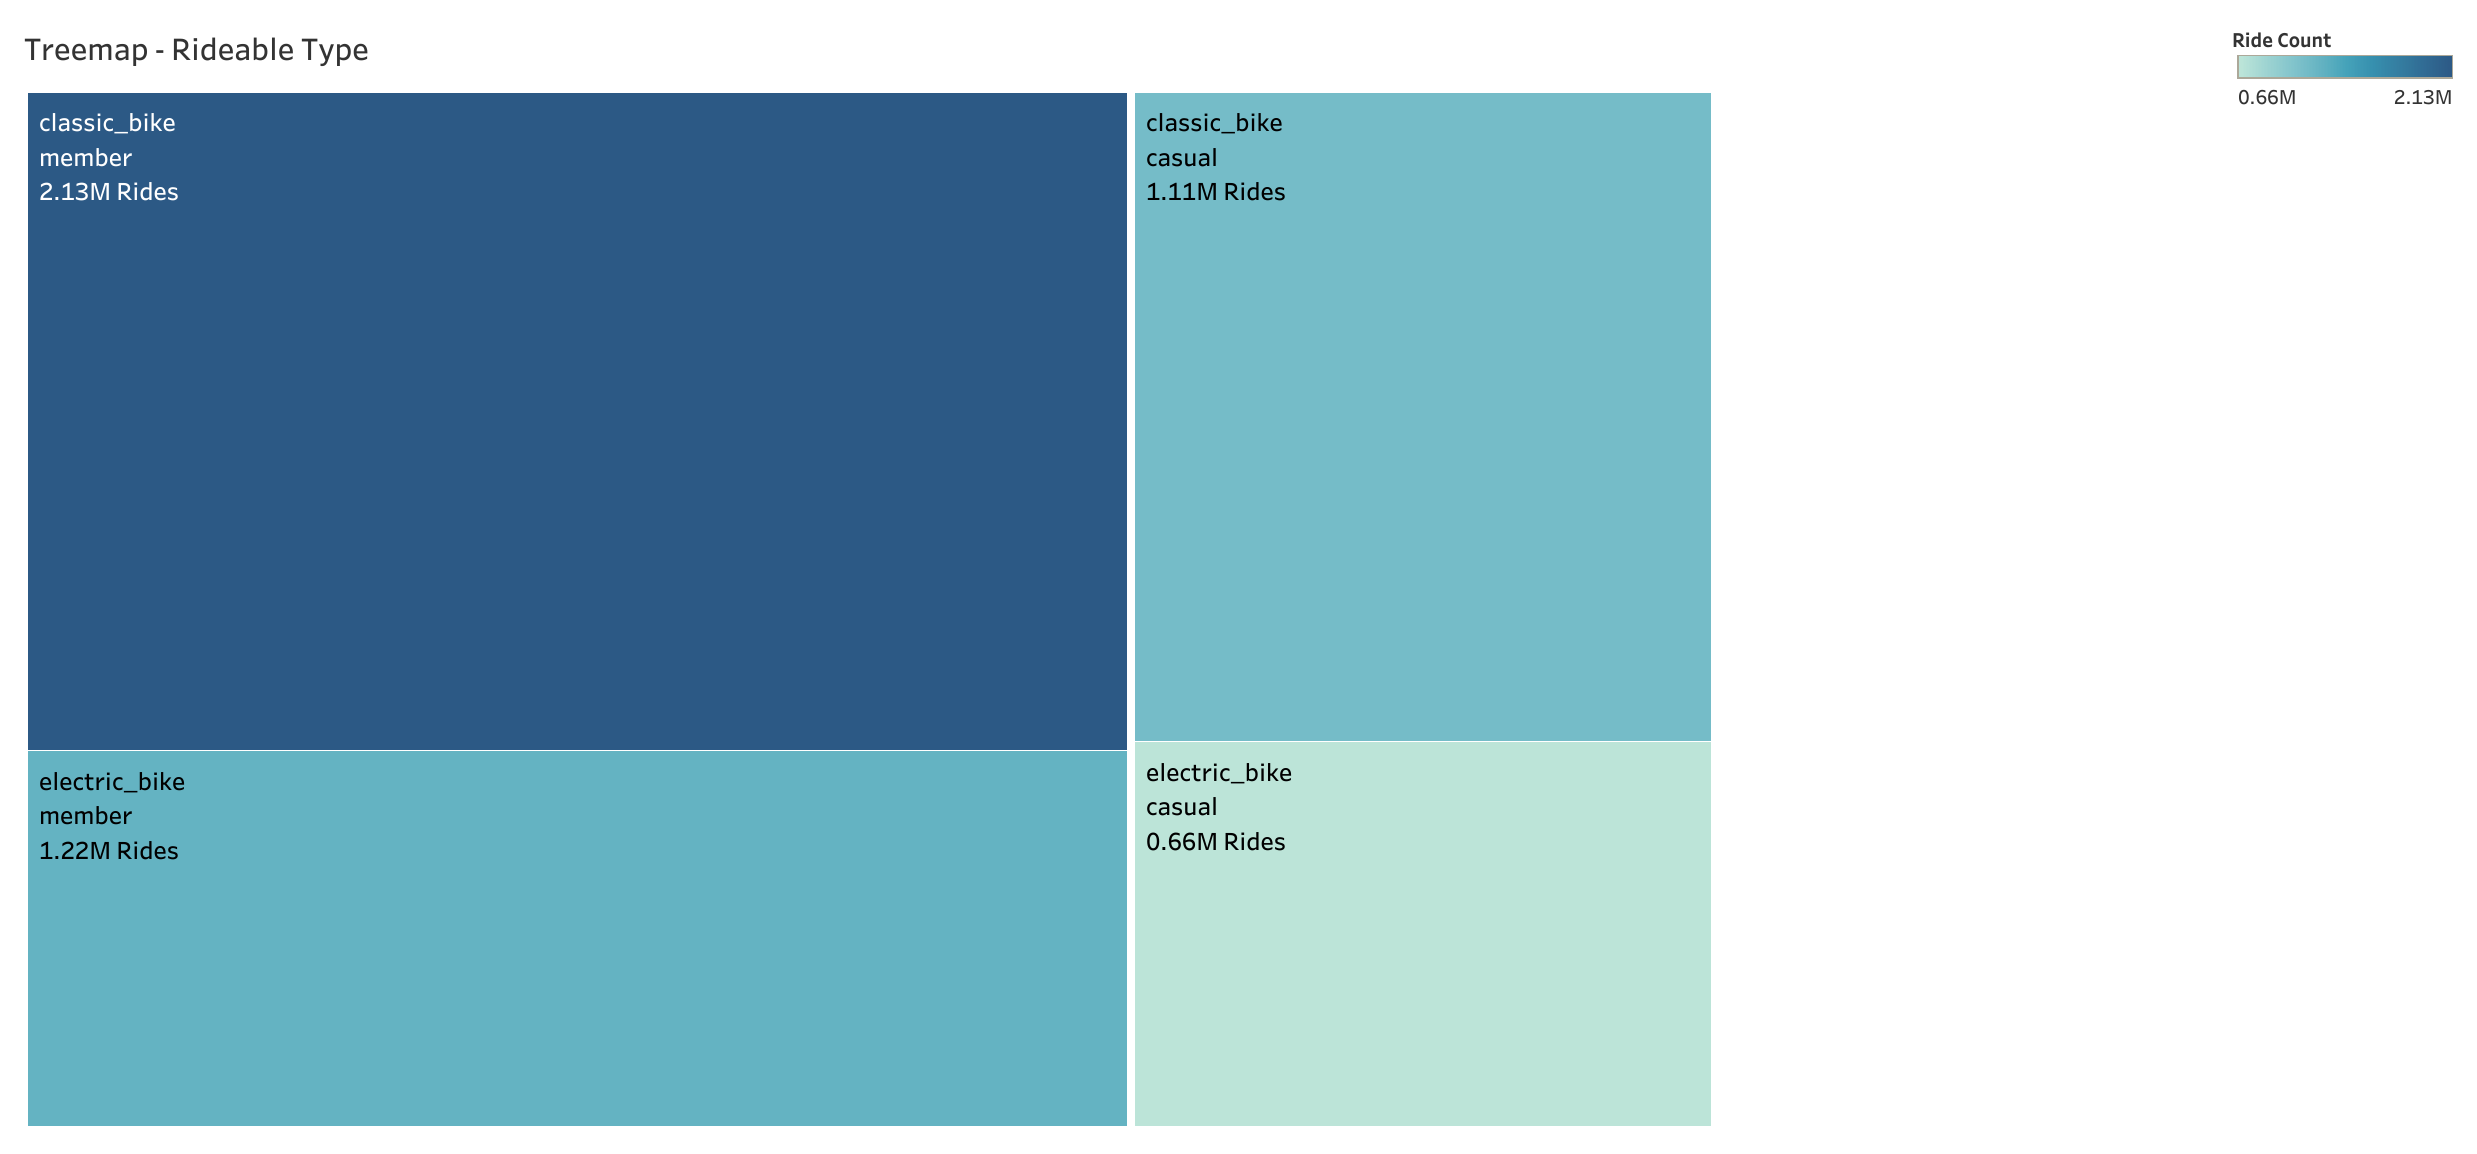 Treemap - Rideable Type
Ride Count
0.66M 2.13M
classic_bike
member
2.13M Rides
classic_bike
casual
1.11M Rides
electric_bike
member
1.22M Rides
electric_bike
casual
0.66M Rides